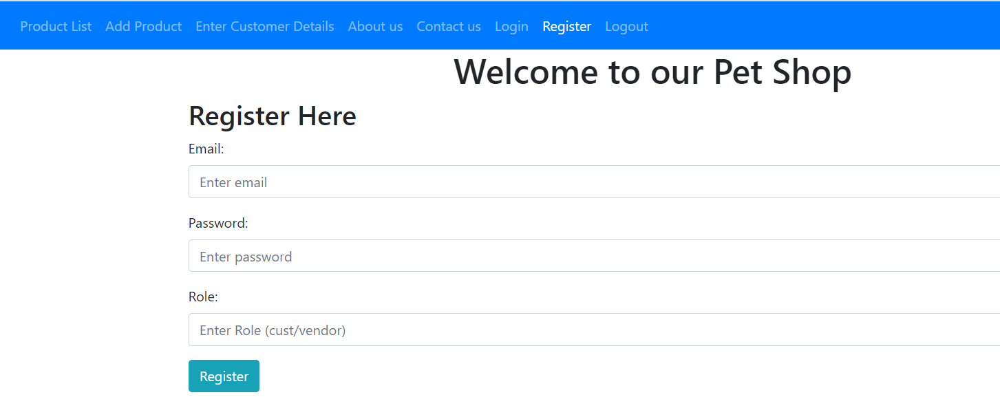 Product List Add Product Enter Customer Details About us Contact us Login Register Logout
Welcome to our Pet Shop
Register Here
Email:
Enter email
Password:
Enter password
Role:
Enter Role (cust/vendor)
Register